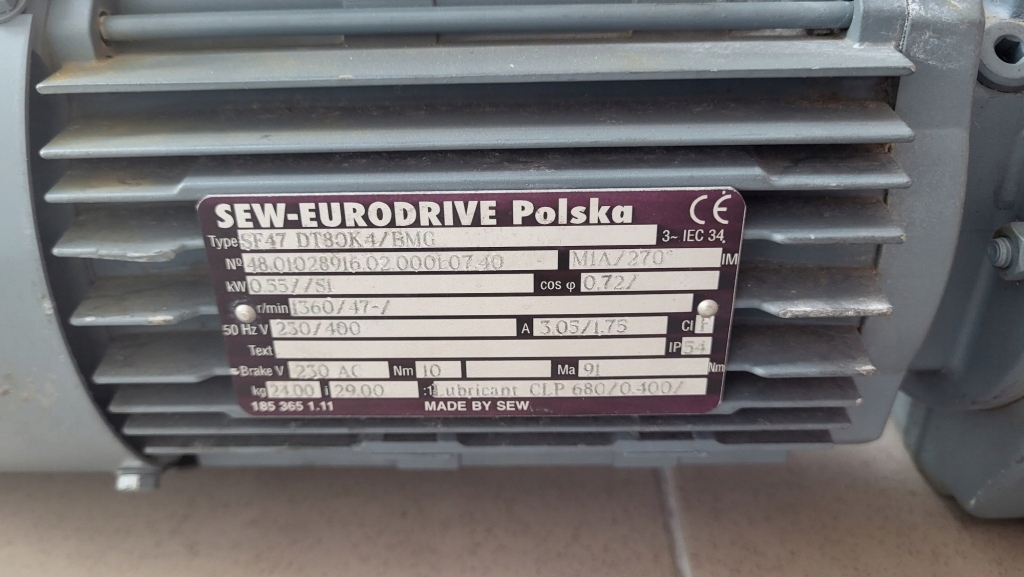 SEW-EURODRIVE Polska CE
Type SF47 DT80K4/BMG 3~ IEC 34
Nº 48.01028916.02.0001.07.40 M1A/270° IM
kW 0.55//S1 cos φ 0.72/
r/min 1360/47-/
50 Hz V 230/400 A 3.05/1.75 Cl F
Text IP 54
Brake V 230 AC Nm 10 Ma 91 Nm
kg 24.00 i 29.00 :1 Lubricant CLP 680/0.400/
185 365 1.11 MADE BY SEW